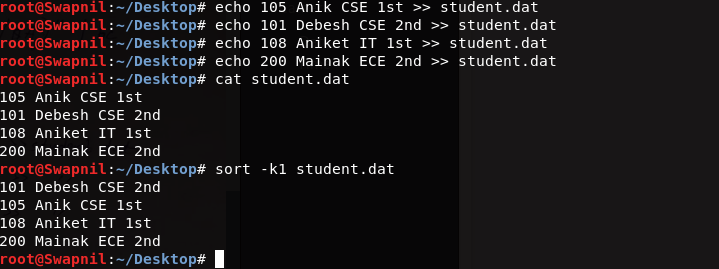 root@Swapnil:~/Desktop# echo 105 Anik CSE 1st >> student.dat
root@Swapnil:~/Desktop# echo 101 Debesh CSE 2nd >> student.dat
root@Swapnil:~/Desktop# echo 108 Aniket IT 1st >> student.dat
root@Swapnil:~/Desktop# echo 200 Mainak ECE 2nd >> student.dat
root@Swapnil:~/Desktop# cat student.dat
105 Anik CSE 1st
101 Debesh CSE 2nd
108 Aniket IT 1st
200 Mainak ECE 2nd
root@Swapnil:~/Desktop# sort -k1 student.dat
101 Debesh CSE 2nd
105 Anik CSE 1st
108 Aniket IT 1st
200 Mainak ECE 2nd
root@Swapnil:~/Desktop#